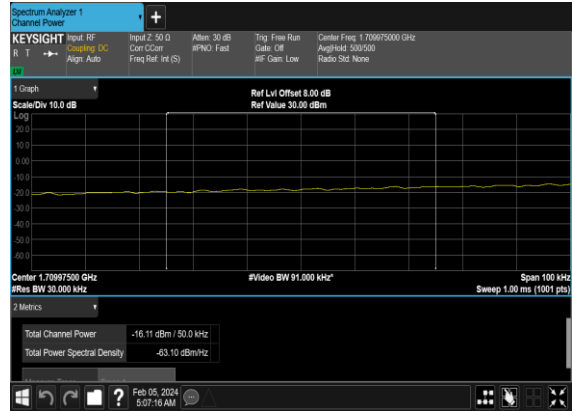 Spectrum Analyzer 1
Channel Power
+
KEYSIGHT Input: RF Input Z: 50 Ω Atten: 30 dB Trig: Free Run Center Freq: 1.709975000 GHz
R T Coupling: DC Corr CCorr #PNO: Fast Gate: Off Avg|Hold: 500/500
Align: Auto Freq Ref: Int (S) #IF Gain: Low Radio Std: None
1 Graph
Ref Lvl Offset 8.00 dB
Scale/Div 10.0 dB Ref Value 30.00 dBm
Log
20.0
10.0
0.00
-10.0
-20.0
-30.0
-40.0
-50.0
-60.0
Center 1.70997500 GHz #Video BW 91.000 kHz* Span 100 kHz
#Res BW 30.000 kHz Sweep 1.00 ms (1001 pts)
2 Metrics
Total Channel Power -16.11 dBm / 50.0 kHz
Total Power Spectral Density -63.10 dBm/Hz
?
Feb 05, 2024
5:07:16 AM